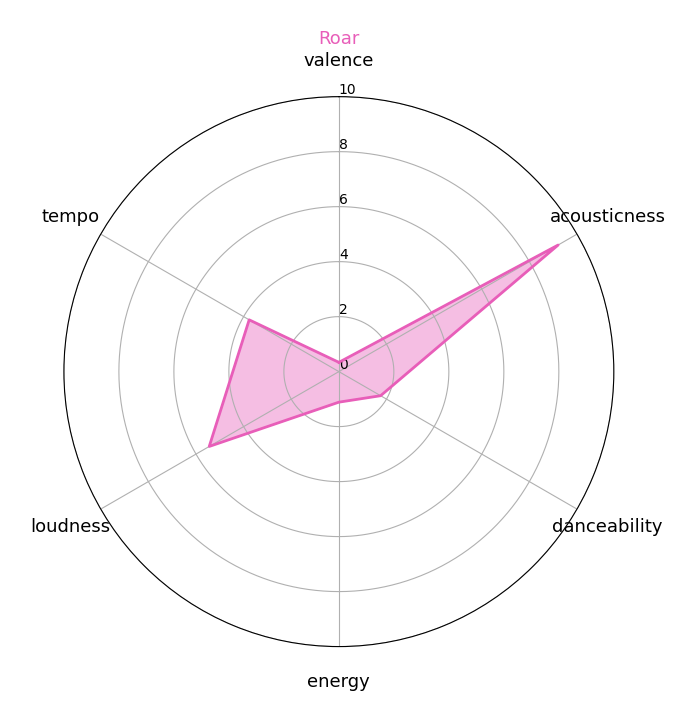 Roar
valence
10
8
6
4
2
0
tempo
acousticness
loudness
danceability
energy